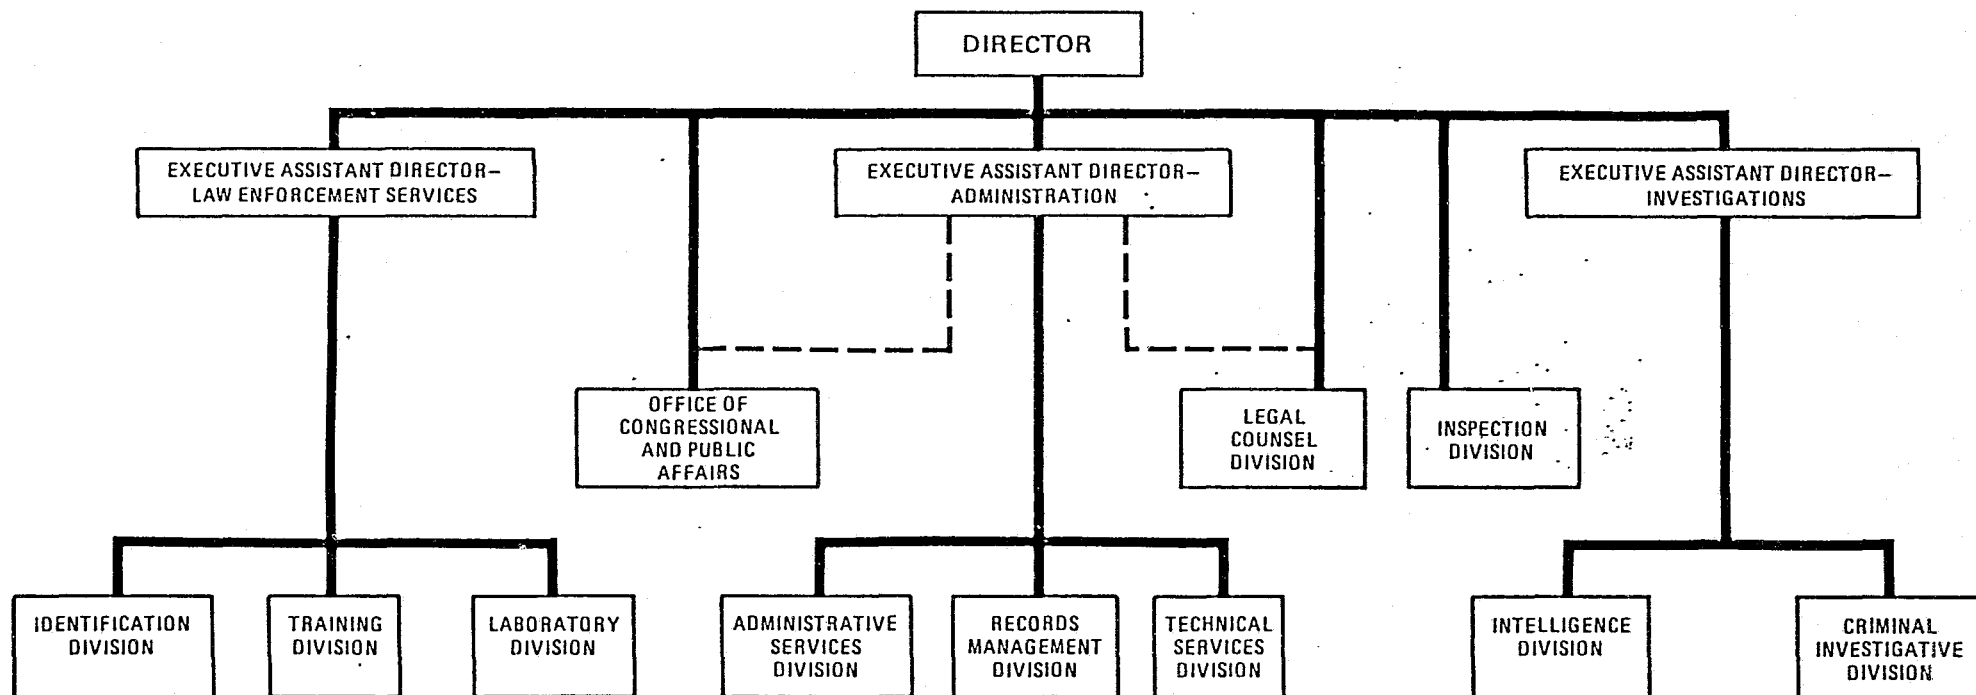 DIRECTOR
EXECUTIVE ASSISTANT DIRECTOR–
LAW ENFORCEMENT SERVICES
EXECUTIVE ASSISTANT DIRECTOR–
ADMINISTRATION
EXECUTIVE ASSISTANT DIRECTOR–
INVESTIGATIONS
OFFICE OF
CONGRESSIONAL
AND PUBLIC
AFFAIRS
LEGAL
COUNSEL
DIVISION
INSPECTION
DIVISION
IDENTIFICATION
DIVISION
TRAINING
DIVISION
LABORATORY
DIVISION
ADMINISTRATIVE
SERVICES
DIVISION
RECORDS
MANAGEMENT
DIVISION
TECHNICAL
SERVICES
DIVISION
INTELLIGENCE
DIVISION
CRIMINAL
INVESTIGATIVE
DIVISION